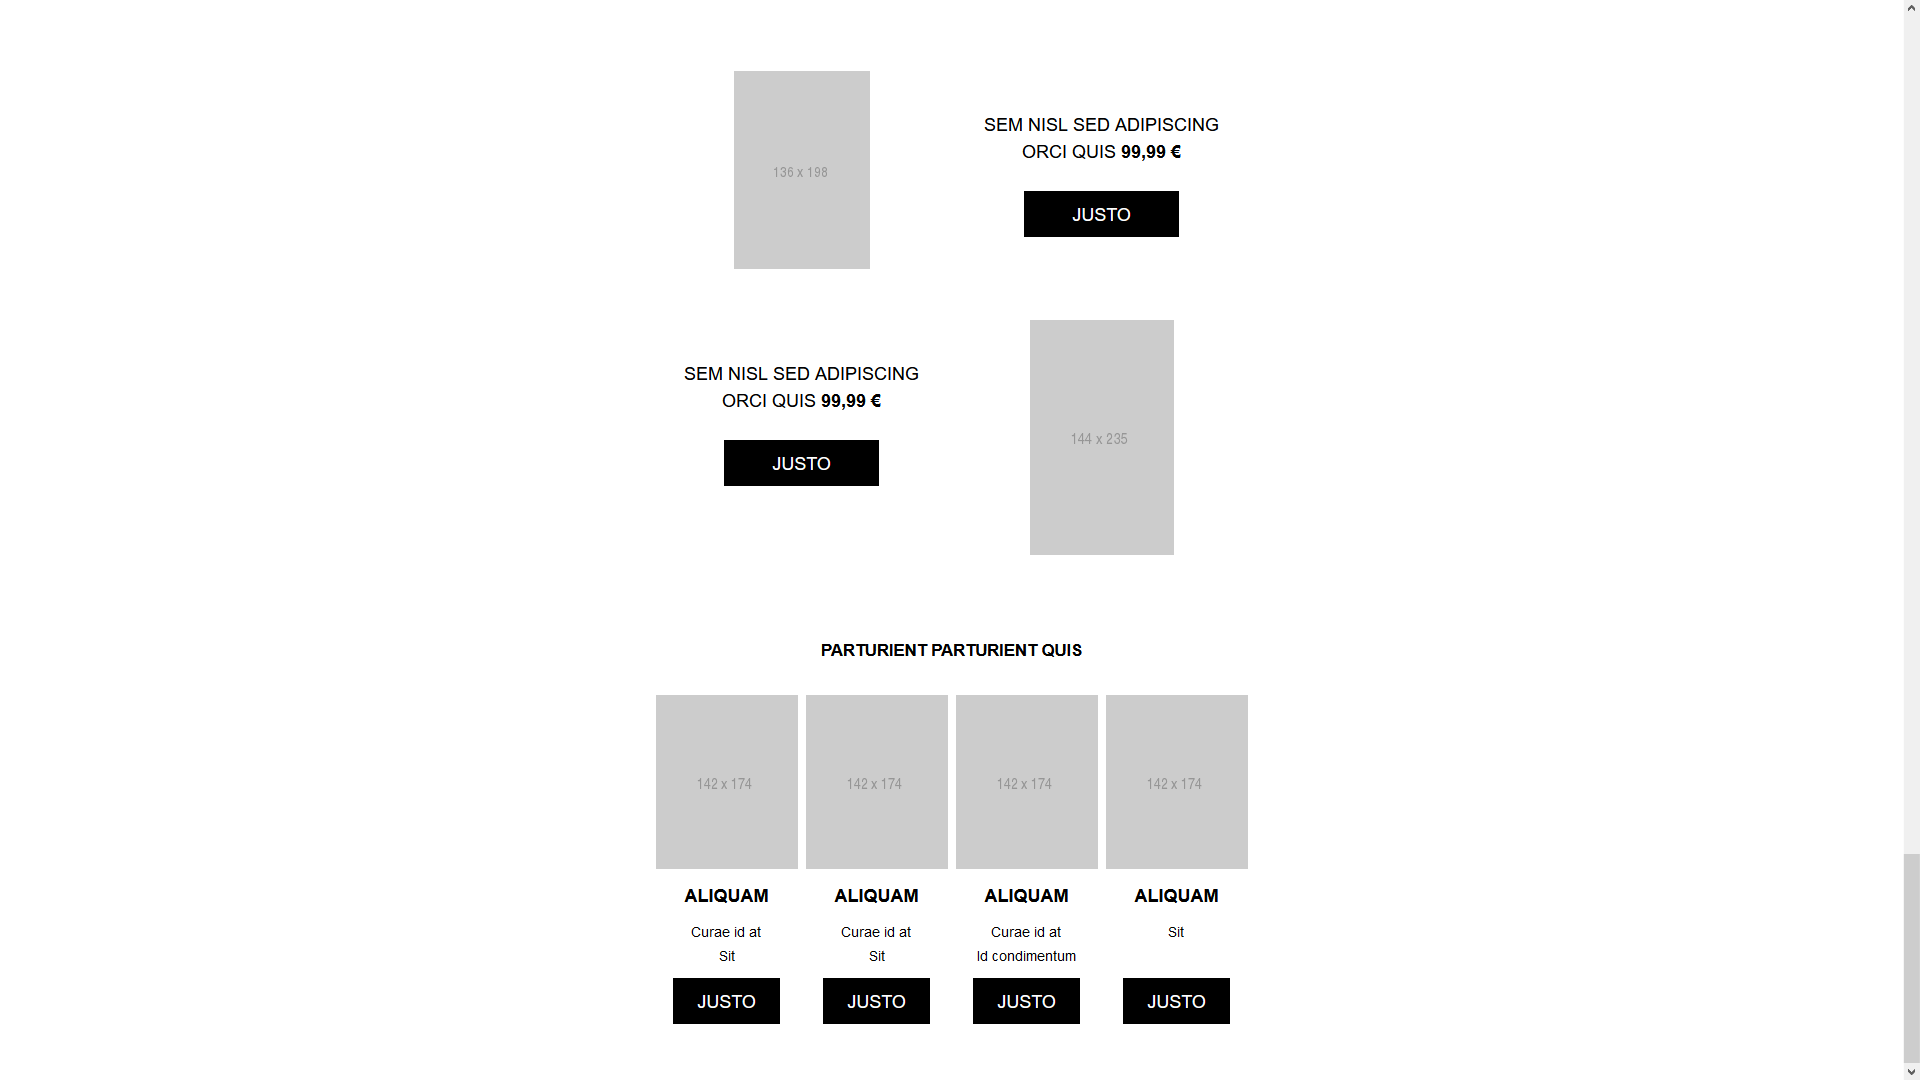 136 x 198
SEM NISL SED ADIPISCING
ORCI QUIS 99,99 €
JUSTO
SEM NISL SED ADIPISCING
ORCI QUIS 99,99 €
JUSTO
144 x 235
PARTURIENT PARTURIENT QUIS
142 x 174
142 x 174
142 x 174
142 x 174
ALIQUAM
Curae id at
Sit
JUSTO
ALIQUAM
Curae id at
Sit
JUSTO
ALIQUAM
Curae id at
Id condimentum
JUSTO
ALIQUAM
Sit
JUSTO